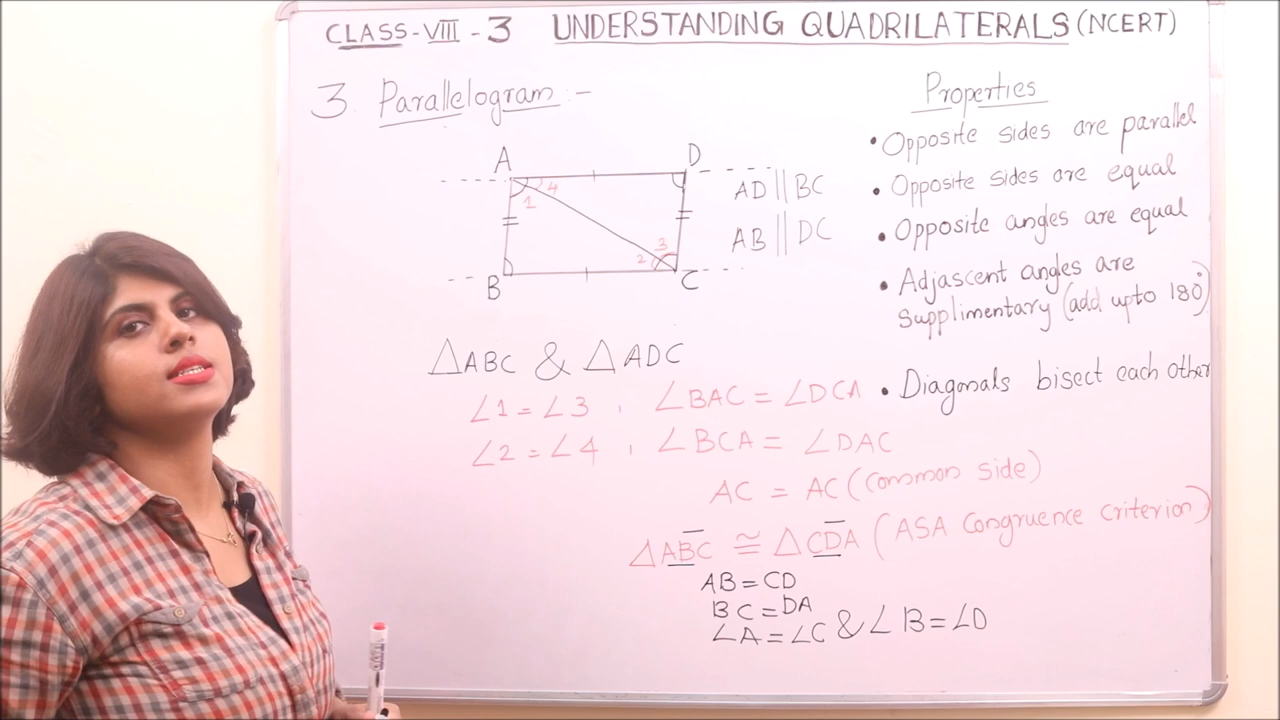 CLASS-VIII - 3 UNDERSTANDING QUADRILATERALS (NCERT)
3. Parallelogram :-
A D
1 4
3
2
B C
AD || BC
AB || DC
Properties
• Opposite sides are parallel
• Opposite sides are equal
• Opposite angles are equal
• Adjascent angles are
supplimentary (add upto 180°)
• Diagonals bisect each other
△ABC & △ADC
∠1 = ∠3 , ∠BAC = ∠DCA
∠2 = ∠4 , ∠BCA = ∠DAC
AC = AC (Common side)
△ABC ≅ △CDA (ASA Congruence criterion)
AB = CD
BC = DA
∠A = ∠C & ∠B = ∠D